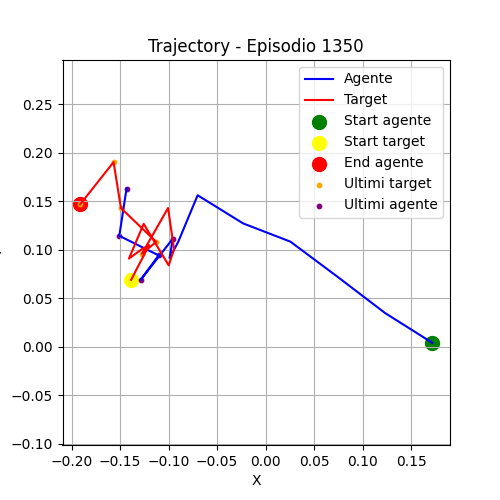 Trajectory - Episodio 1350
Agente
Target
Start agente
Start target
End agente
Ultimi target
Ultimi agente
0.25
0.20
0.15
0.10
0.05
0.00
−0.05
−0.10
−0.20 −0.15 −0.10 −0.05 0.00 0.05 0.10 0.15
X